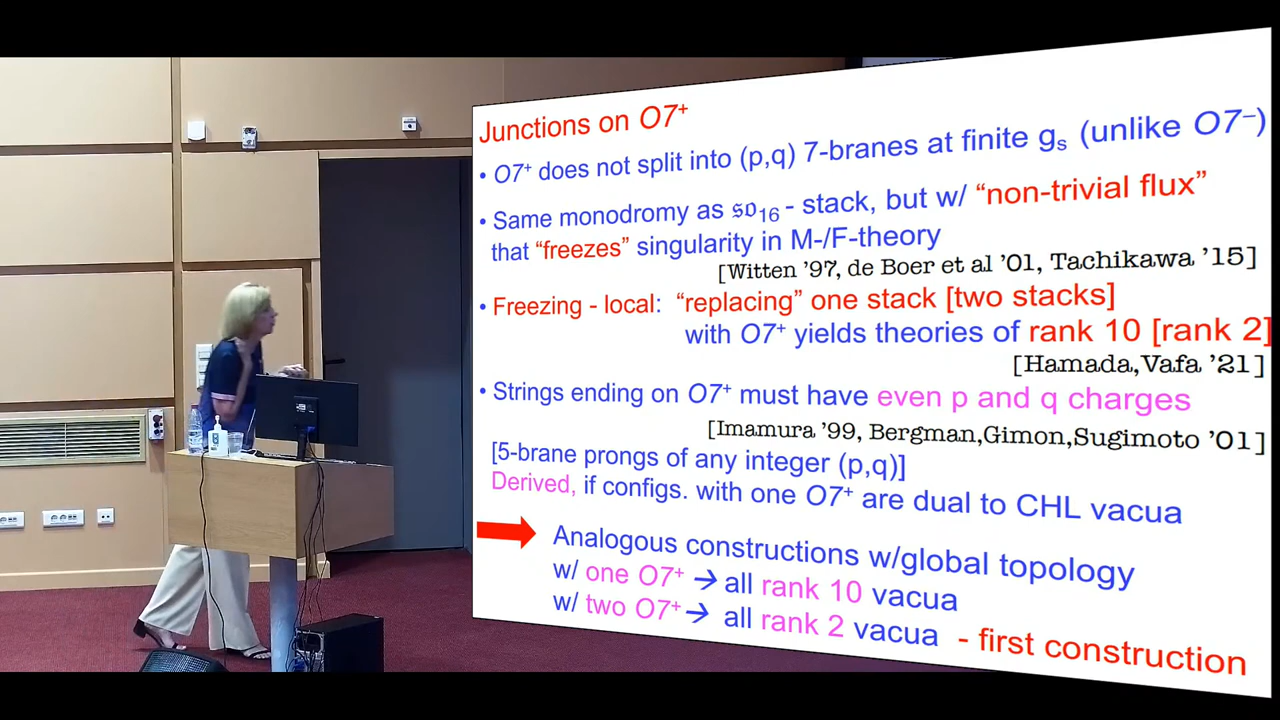 Junctions on O7⁺
• O7⁺ does not split into (p,q) 7-branes at finite gₛ (unlike O7⁻)
• Same monodromy as 𝔰𝔬₁₆ - stack, but w/ “non-trivial flux”
that “freezes” singularity in M-/F-theory
[Witten ’97, de Boer et al ’01, Tachikawa ’15]
• Freezing - local: “replacing” one stack [two stacks]
with O7⁺ yields theories of rank 10 [rank 2]
[Hamada,Vafa ’21]
• Strings ending on O7⁺ must have even p and q charges
[Imamura ’99, Bergman,Gimon,Sugimoto ’01]
[5-brane prongs of any integer (p,q)]
Derived, if configs. with one O7⁺ are dual to CHL vacua
Analogous constructions w/global topology
w/ one O7⁺ → all rank 10 vacua
w/ two O7⁺ → all rank 2 vacua - first construction